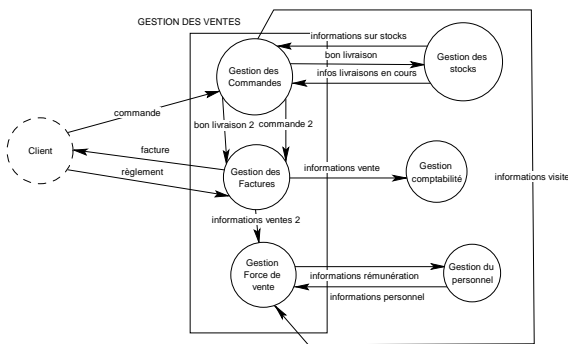 GESTION DES VENTES
informations sur stocks
bon livraison
infos livraisons en cours
Gestion des
Commandes
Gestion des
stocks
commande
bon livraison 2
commande 2
Client
facture
règlement
Gestion des
Factures
informations vente
Gestion
comptabilité
informations visite
informations ventes 2
Gestion
Force de
vente
informations rémunération
informations personnel
Gestion du
personnel